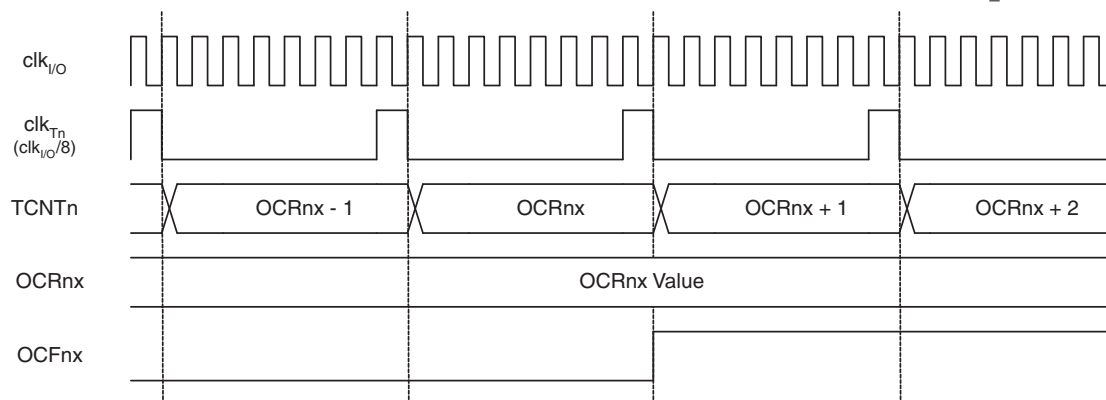 clkI/O
clkTn
(clkI/O/8)
TCNTn
OCRnx - 1
OCRnx
OCRnx + 1
OCRnx + 2
OCRnx
OCRnx Value
OCFnx